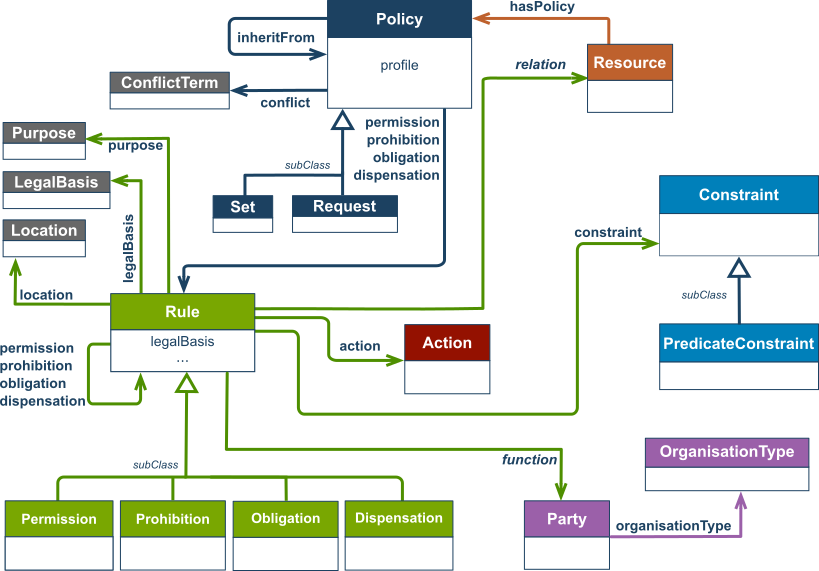 hasPolicy
Policy
inheritFrom
profile
Resource
relation
ConflictTerm
conflict
permission
prohibition
obligation
dispensation
Purpose
purpose
subClass
LegalBasis
Set
Request
Constraint
legalBasis
Location
constraint
location
subClass
Rule
legalBasis
...
action
Action
PredicateConstraint
permission
prohibition
obligation
dispensation
OrganisationType
subClass
function
Permission
Prohibition
Obligation
Dispensation
Party
organisationType